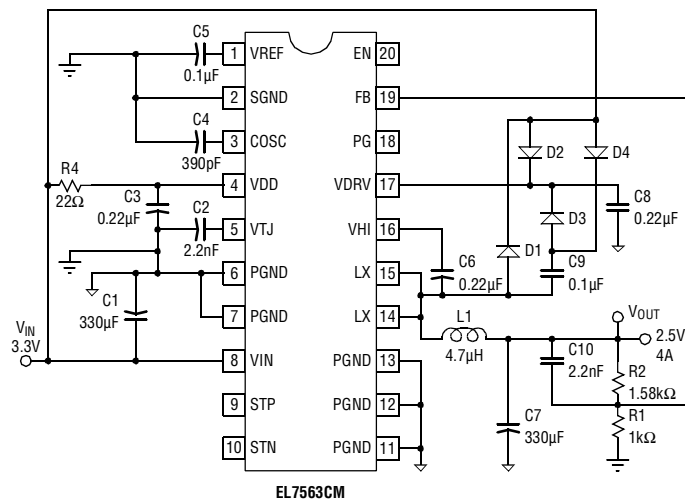 C5
0.1µF
1 VREF
EN 20
2 SGND
FB 19
C4
390pF
3 COSC
PG 18
D2
D4
R4
22Ω
4 VDD
VDRV 17
C3
0.22µF
C2
2.2nF
5 VTJ
VHI 16
D3
C8
0.22µF
D1
6 PGND
LX 15
C6
0.22µF
C9
0.1µF
C1
330µF
7 PGND
LX 14
L1
4.7µH
VOUT
2.5V
4A
VIN
3.3V
8 VIN
PGND 13
C10
2.2nF
R2
1.58kΩ
9 STP
PGND 12
C7
330µF
R1
1kΩ
10 STN
PGND 11
EL7563CM